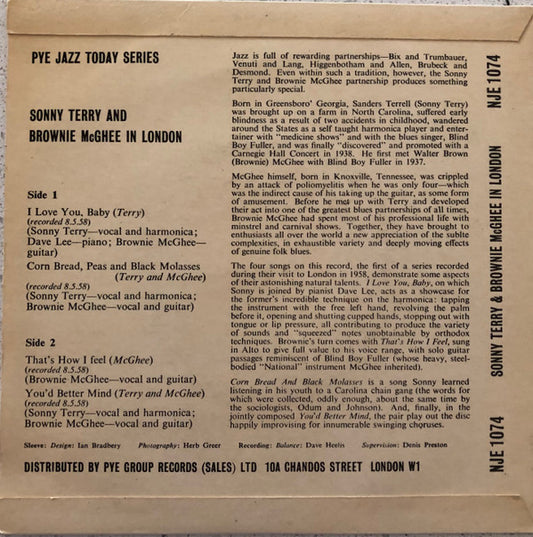 PYE JAZZ TODAY SERIES
SONNY TERRY AND
BROWNIE McGHEE IN LONDON
Side 1
I Love You, Baby (Terry)
(recorded 8.5.58)
(Sonny Terry—vocal and harmonica;
Dave Lee—piano; Brownie McGhee—
guitar)
Corn Bread, Peas and Black Molasses
(Terry and McGhee)
(recorded 8.5.58)
(Sonny Terry—vocal and harmonica;
Brownie McGhee—vocal and guitar)
Side 2
That's How I feel (McGhee)
(recorded 8.5.58)
(Brownie McGhee—vocal and guitar)
You'd Better Mind (Terry and McGhee)
(recorded 8.5.58)
(Sonny Terry—vocal and harmonica;
Brownie McGhee—vocal and guitar)
Jazz is full of rewarding partnerships—Bix and Trumbauer,
Venuti and Lang, Higgenbotham and Allen, Brubeck and
Desmond. Even within such a tradition, however, the Sonny
Terry and Brownie McGhee partnership produces something
particularly special.
Born in Greensboro' Georgia, Sanders Terrell (Sonny Terry)
was brought up on a farm in North Carolina, suffered early
blindness as a result of two accidents in childhood, wandered
around the States as a self taught harmonica player and enter-
tainer with "medicine shows" and with the blues singer, Blind
Boy Fuller, and was finally "discovered" and promoted with a
Carnegie Hall Concert in 1938. He first met Walter Brown
(Brownie) McGhee with Blind Boy Fuller in 1937.
McGhee himself, born in Knoxville, Tennessee, was crippled
by an attack of poliomyelitis when he was only four—which
was the indirect cause of his taking up the guitar, as some form
of amusement. Before he met up with Terry and developed
their act into one of the greatest blues partnerships of all times,
Brownie McGhee had spent most of his professional life with
minstrel and carnival shows. Together, they have brought to
enthusiasts all over the world a new appreciation of the subtle
complexities, in exhaustible variety and deeply moving effects
of genuine folk blues.
The four songs on this record, the first of a series recorded
during their visit to London in 1958, demonstrate some aspects
of their astonishing natural talents. I Love You, Baby, on which
Sonny is joined by pianist Dave Lee, acts as a showcase for
the former's incredible technique on the harmonica: tapping
the instrument with the free left hand, revolving the palm
before it, opening and shutting cupped hands, stopping out with
tongue or lip pressure, all contributing to produce the variety
of sounds and "squeezed" notes unobtainable by orthodox
techniques. Brownie's turn comes with That's How I Feel, sung
in Alto to give full value to his voice range, with solo guitar
passages reminiscent of Blind Boy Fuller (whose heavy, steel-
bodied "National" instrument McGhee inherited).
Corn Bread And Black Molasses is a song Sonny learned
listening in his youth to a Carolina chain gang (the words for
which were collected, oddly enough, about the same time by
the sociologists, Odum and Johnson). And, finally, in the
jointly composed You'd Better Mind, the pair play out the disc
happily improvising for innumerable swinging choruses.
Sleeve: Design: Ian Bradbery Photography: Herb Greer Recording: Balance: Dave Heelis Supervision: Denis Preston
DISTRIBUTED BY PYE GROUP RECORDS (SALES) LTD 10A CHANDOS STREET LONDON W1
NJE 1074 SONNY TERRY & BROWNIE McGHEE IN LONDON NJE 1074